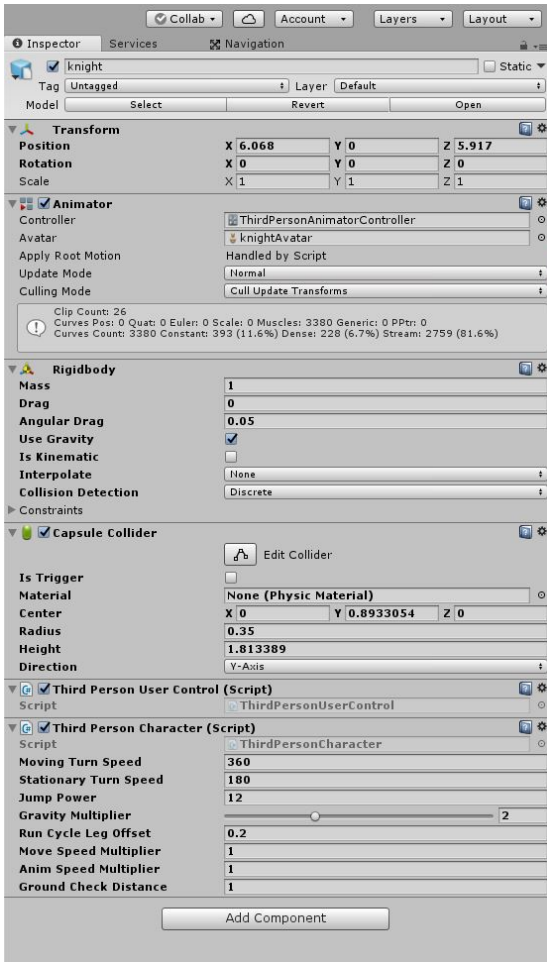 Collab Account Layers Layout
Inspector Services Navigation
knight Static
Tag Untagged Layer Default
Model Select Revert Open
Transform
Position X 6.068 Y 0 Z 5.917
Rotation X 0 Y 0 Z 0
Scale X 1 Y 1 Z 1
Animator
Controller ThirdPersonAnimatorController
Avatar knightAvatar
Apply Root Motion Handled by Script
Update Mode Normal
Culling Mode Cull Update Transforms
Clip Count: 26
Curves Pos: 0 Quat: 0 Euler: 0 Scale: 0 Muscles: 3380 Generic: 0 PPtr: 0
Curves Count: 3380 Constant: 393 (11.6%) Dense: 228 (6.7%) Stream: 2759 (81.6%)
Rigidbody
Mass 1
Drag 0
Angular Drag 0.05
Use Gravity
Is Kinematic
Interpolate None
Collision Detection Discrete
Constraints
Capsule Collider
Edit Collider
Is Trigger
Material None (Physic Material)
Center X 0 Y 0.8933054 Z 0
Radius 0.35
Height 1.813389
Direction Y-Axis
Third Person User Control (Script)
Script ThirdPersonUserControl
Third Person Character (Script)
Script ThirdPersonCharacter
Moving Turn Speed 360
Stationary Turn Speed 180
Jump Power 12
Gravity Multiplier 2
Run Cycle Leg Offset 0.2
Move Speed Multiplier 1
Anim Speed Multiplier 1
Ground Check Distance 1
Add Component